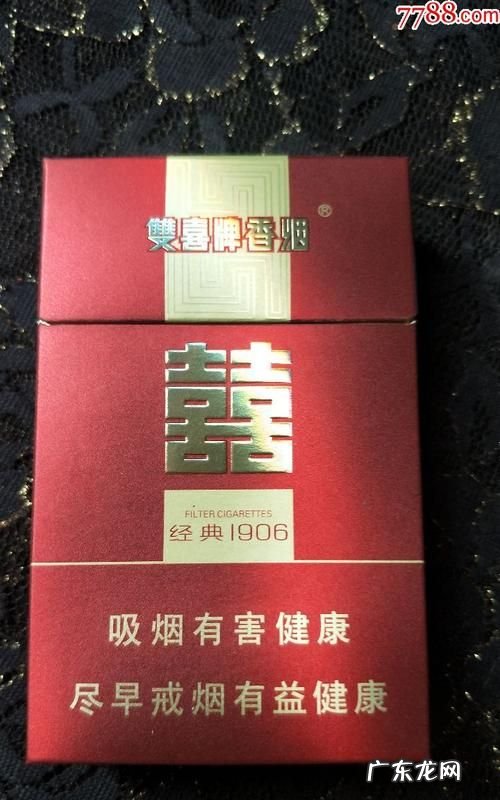 7788.com
雙喜牌香烟®
囍
FILTER CIGARETTES
经典1906
吸烟有害健康
尽早戒烟有益健康
广东龙网